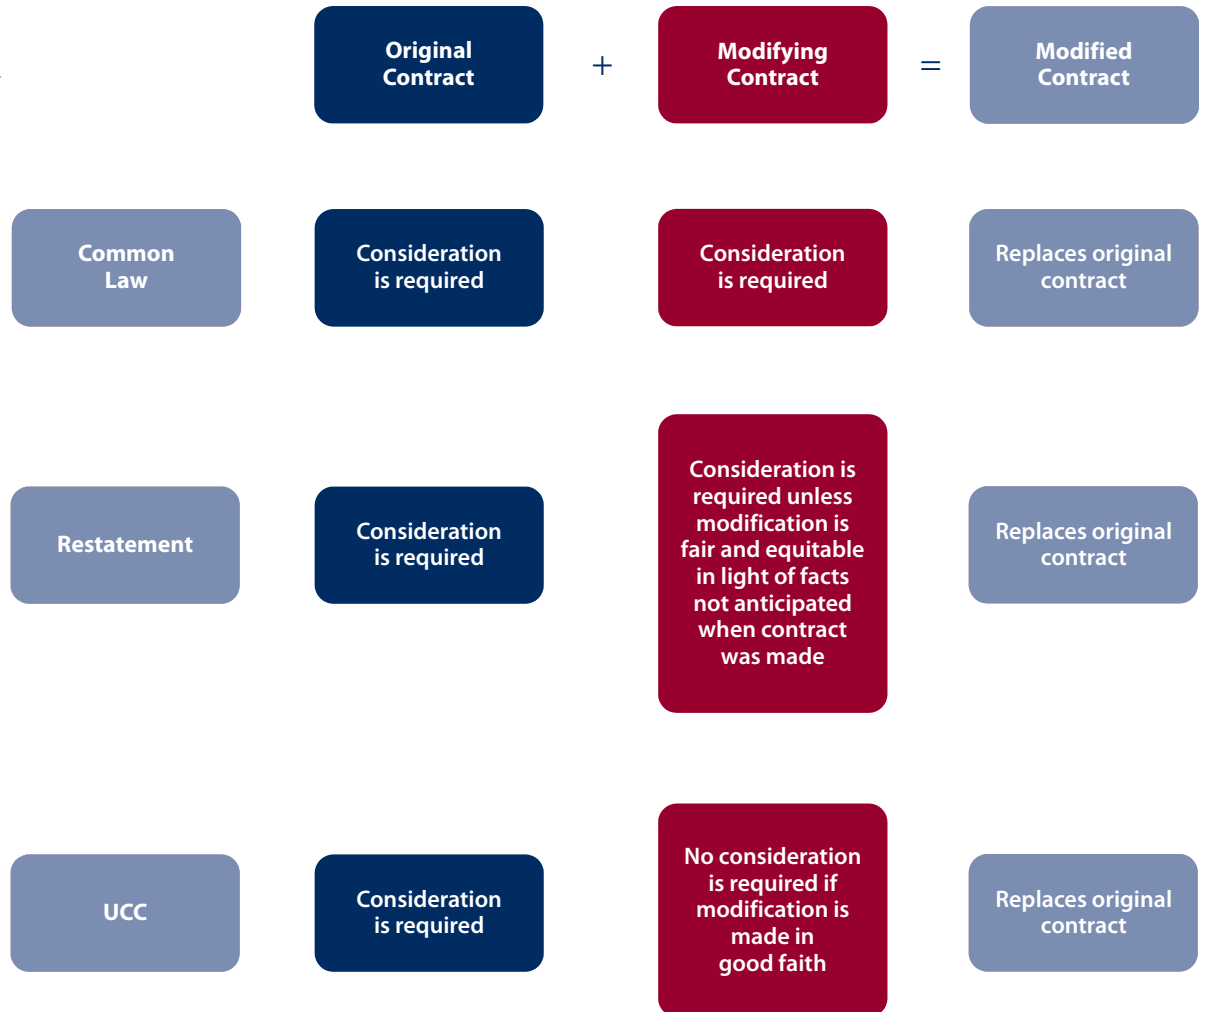 Original
Contract
+
Modifying
Contract
=
Modified
Contract
Common
Law
Consideration
is required
Consideration
is required
Replaces original
contract
Restatement
Consideration
is required
Consideration is
required unless
modification is
fair and equitable
in light of facts
not anticipated
when contract
was made
Replaces original
contract
UCC
Consideration
is required
No consideration
is required if
modification is
made in
good faith
Replaces original
contract